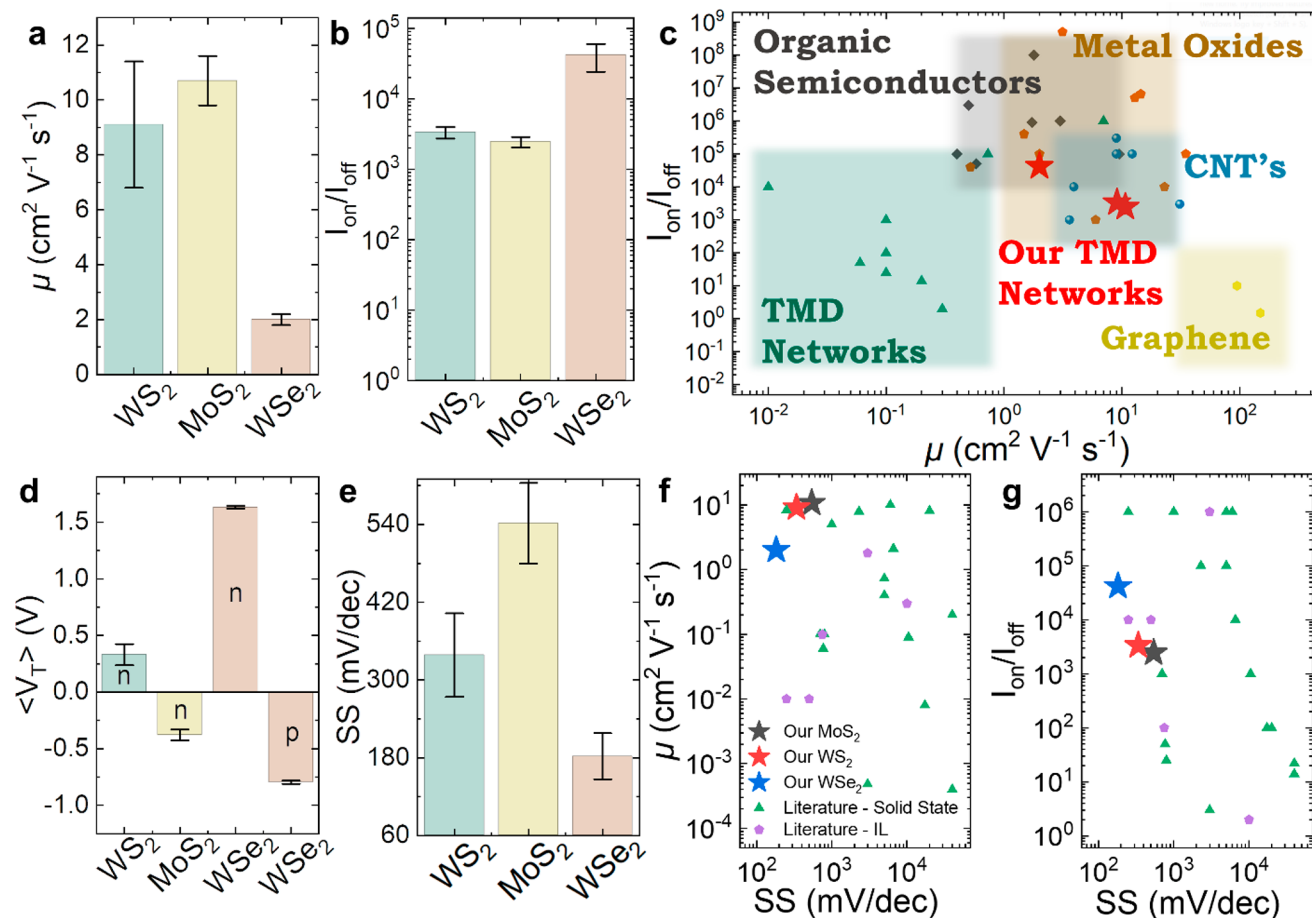 a
12
10
8
6
4
2
0
μ (cm² V⁻¹ s⁻¹)
WS₂
MoS₂
WSe₂
b
10⁵
10⁴
10³
10²
10¹
10⁰
I_on/I_off
WS₂
MoS₂
WSe₂
c
10⁹
10⁸
10⁷
10⁶
10⁵
10⁴
10³
10²
10¹
10⁰
10⁻¹
10⁻²
I_on/I_off
Organic
Semiconductors
Metal Oxides
CNT's
Our TMD
Networks
TMD
Networks
Graphene
10⁻² 10⁻¹ 10⁰ 10¹ 10²
μ (cm² V⁻¹ s⁻¹)
d
1.5
1.0
0.5
0.0
-0.5
-1.0
<V_T> (V)
n
n
n
p
WS₂
MoS₂
WSe₂
WSe₂
e
540
420
300
180
60
SS (mV/dec)
WS₂
MoS₂
WSe₂
f
10¹
10⁰
10⁻¹
10⁻²
10⁻³
10⁻⁴
μ (cm² V⁻¹ s⁻¹)
Our MoS₂
Our WS₂
Our WSe₂
Literature - Solid State
Literature - IL
10² 10³ 10⁴
SS (mV/dec)
g
10⁶
10⁵
10⁴
10³
10²
10¹
10⁰
I_on/I_off
10² 10³ 10⁴
SS (mV/dec)